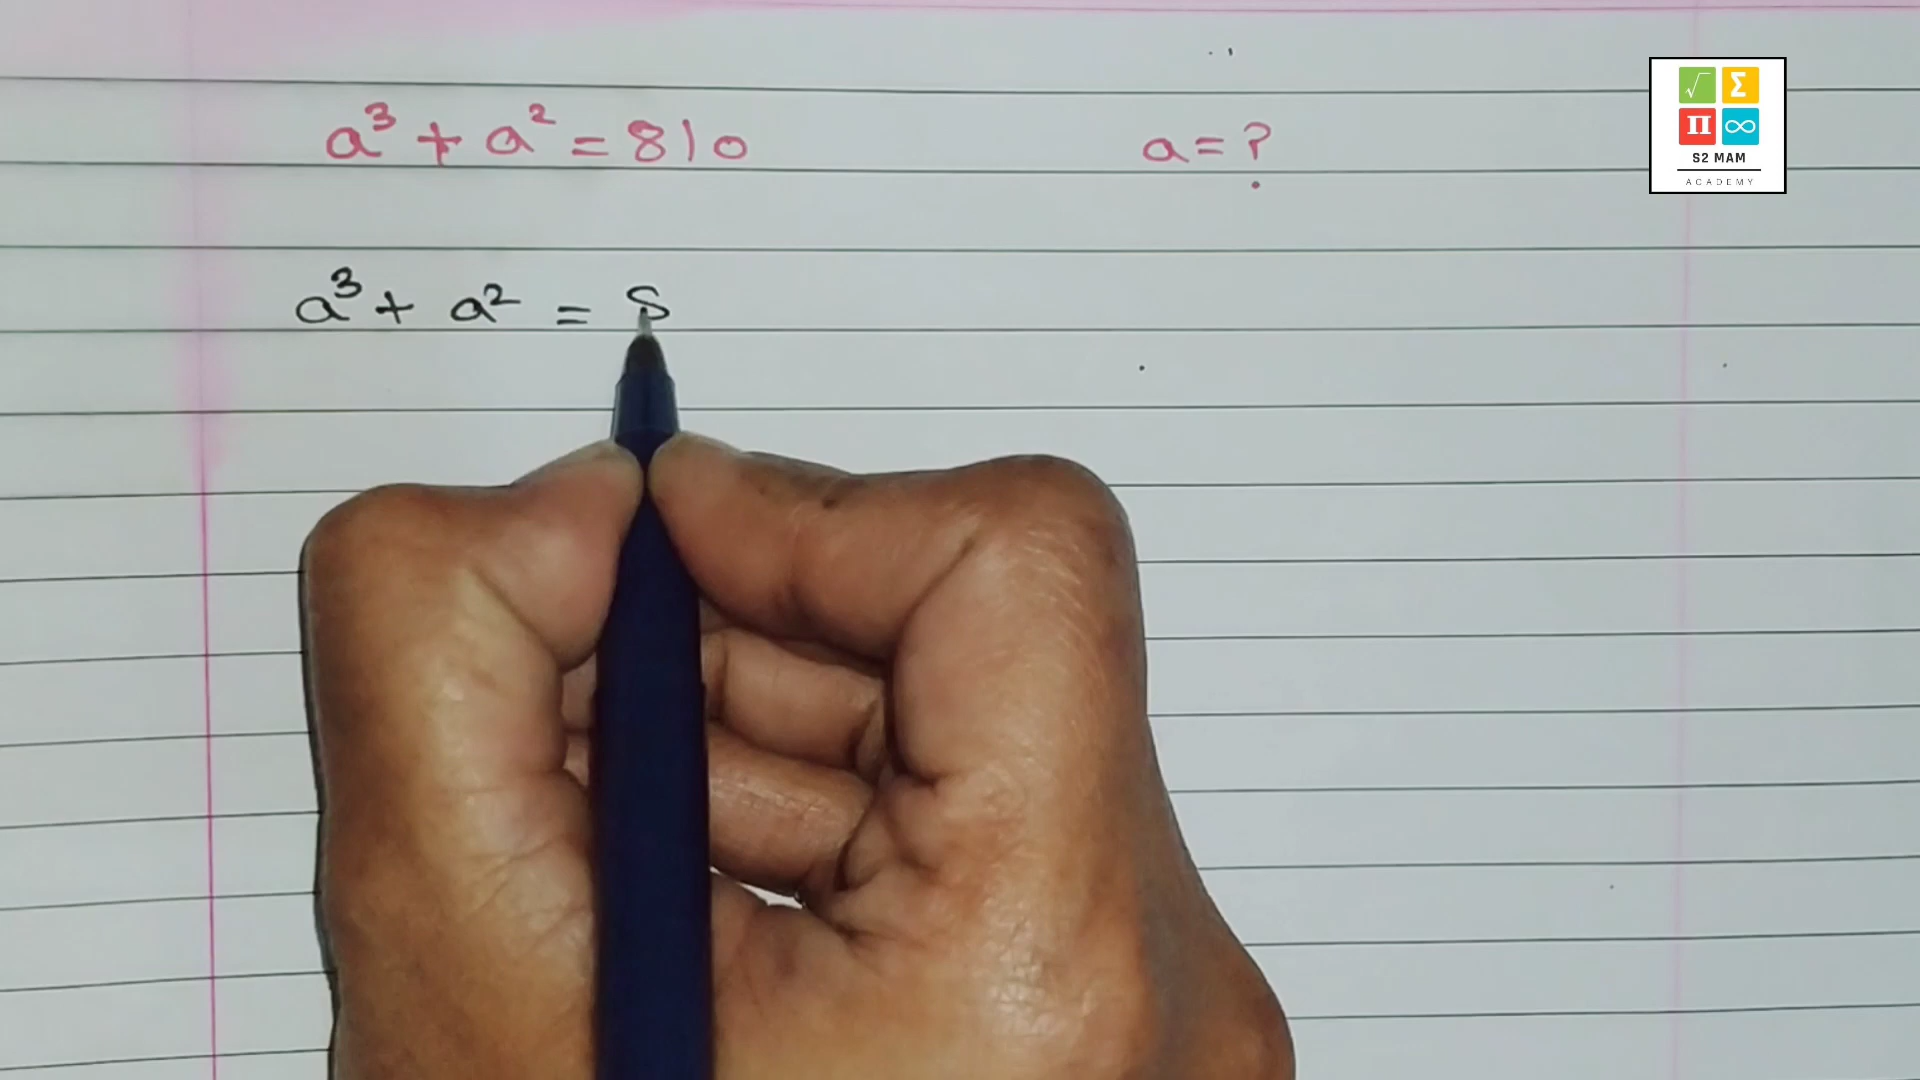 a³ + a² = 810 a = ?
√ Σ
π ∞
S2 MAM
ACADEMY
a³ + a² = 8